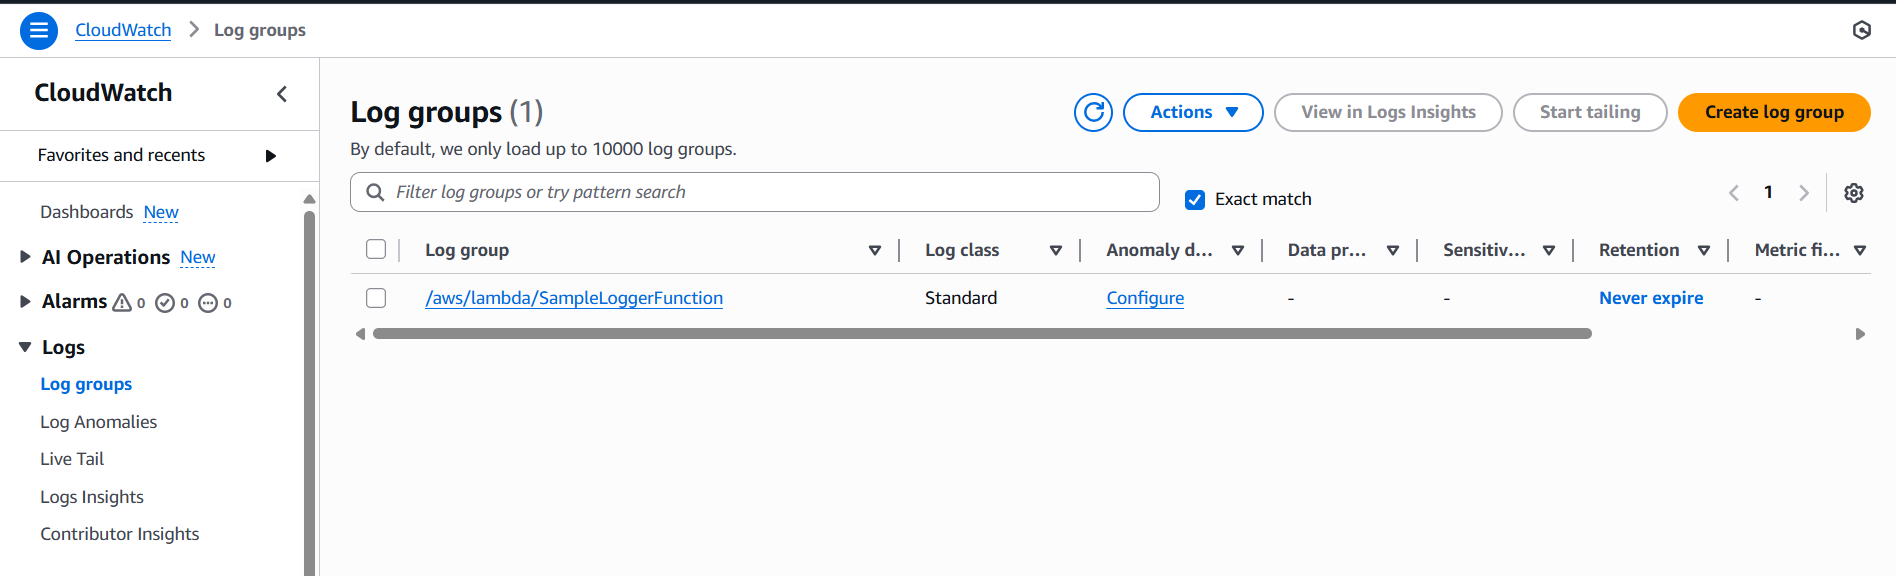 CloudWatch > Log groups
CloudWatch
Favorites and recents
Dashboards New
AI Operations New
Alarms 0 0 0
Logs
Log groups
Log Anomalies
Live Tail
Logs Insights
Contributor Insights
Log groups (1)
Actions View in Logs Insights Start tailing Create log group
By default, we only load up to 10000 log groups.
Filter log groups or try pattern search Exact match 1
Log group Log class Anomaly d... Data pr... Sensitiv... Retention Metric fi...
/aws/lambda/SampleLoggerFunction Standard Configure - - Never expire -